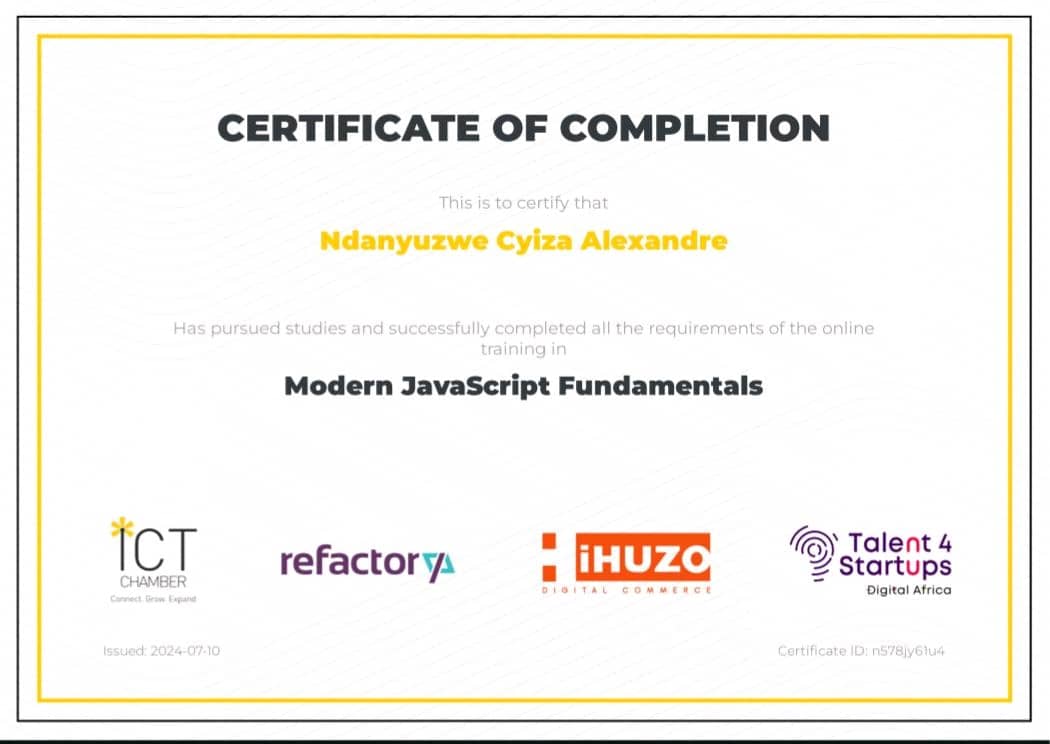 CERTIFICATE OF COMPLETION
This is to certify that
Ndanyuzwe Cyiza Alexandre
Has pursued studies and successfully completed all the requirements of the online
training in
Modern JavaScript Fundamentals
iCT
CHAMBER
Connect. Grow. Expand
refactory
iHUZO
DIGITAL COMMERCE
Talent 4
Startups
Digital Africa
Issued: 2024-07-10
Certificate ID: n578jy61u4